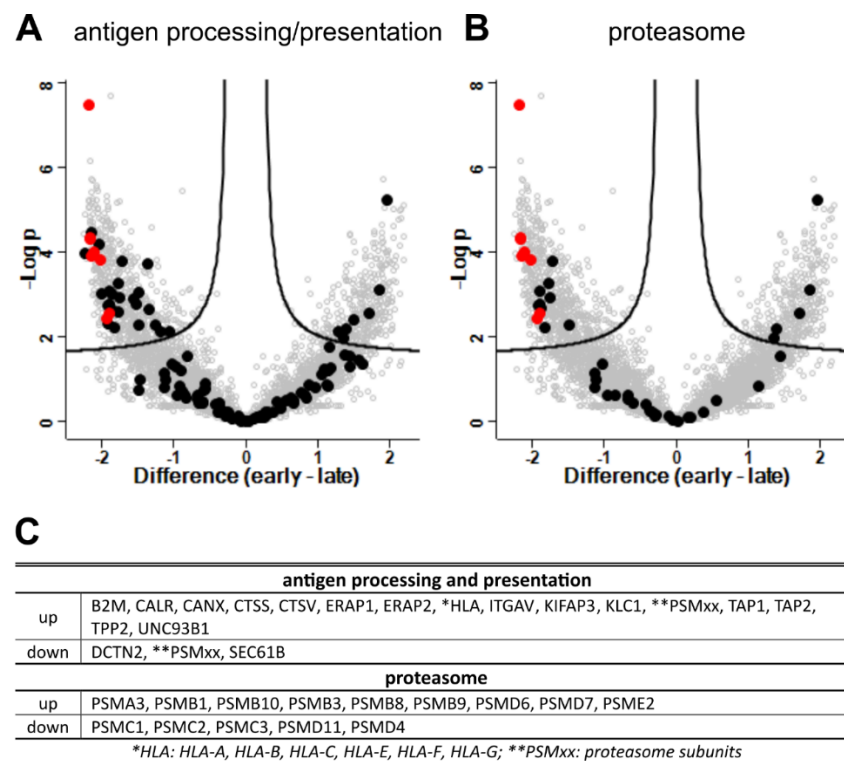 A antigen processing/presentation
B proteasome
8
6
4
2
0
-Log p
-2 -1 0 1 2
Difference (early - late)
8
6
4
2
0
-Log p
-2 -1 0 1 2
Difference (early - late)
C
antigen processing and presentation
up B2M, CALR, CANX, CTSS, CTSV, ERAP1, ERAP2, *HLA, ITGAV, KIFAP3, KLC1, **PSMxx, TAP1, TAP2,
TPP2, UNC93B1
down DCTN2, **PSMxx, SEC61B
proteasome
up PSMA3, PSMB1, PSMB10, PSMB3, PSMB8, PSMB9, PSMD6, PSMD7, PSME2
down PSMC1, PSMC2, PSMC3, PSMD11, PSMD4
*HLA: HLA-A, HLA-B, HLA-C, HLA-E, HLA-F, HLA-G; **PSMxx: proteasome subunits